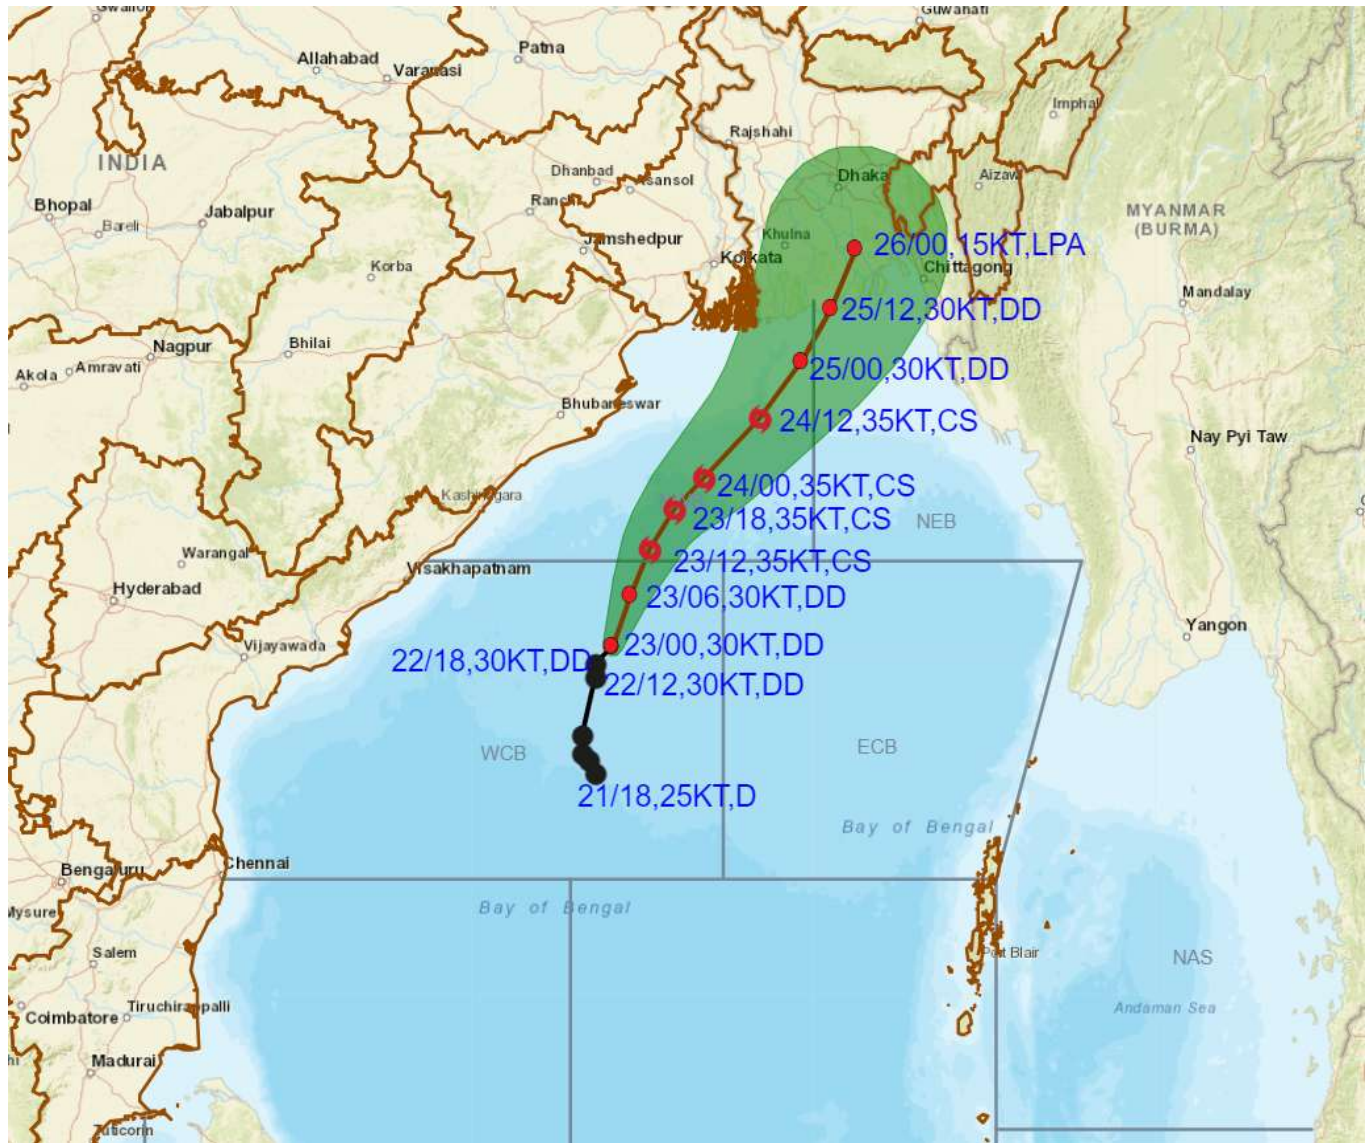 Gwalior
Guwahati
Allahabad
Patna
Varanasi
Imphal
Rajshahi
INDIA
Dhanbad
Asansol
Dhaka
Aizawl
Bhopal
Bareli
Jabalpur
Ranchi
MYANMAR
(BURMA)
Jamshedpur
Khulna
26/00,15KT,LPA
Kolkata
Chittagong
Korba
Mandalay
25/12,30KT,DD
Nagpur
Bhilai
Akola
Amravati
25/00,30KT,DD
Bhubaneswar
24/12,35KT,CS
Nay Pyi Taw
24/00,35KT,CS
Kashinagara
23/18,35KT,CS
NEB
Warangal
23/12,35KT,CS
Visakhapatnam
Hyderabad
23/06,30KT,DD
Yangon
Vijayawada
23/00,30KT,DD
22/18,30KT,DD
22/12,30KT,DD
WCB
ECB
21/18,25KT,D
Bay of Bengal
Chennai
Bengaluru
Bay of Bengal
Mysure
Salem
Port Blair
NAS
Coimbatore
Tiruchirappalli
Andaman Sea
Madurai
Tuticorin